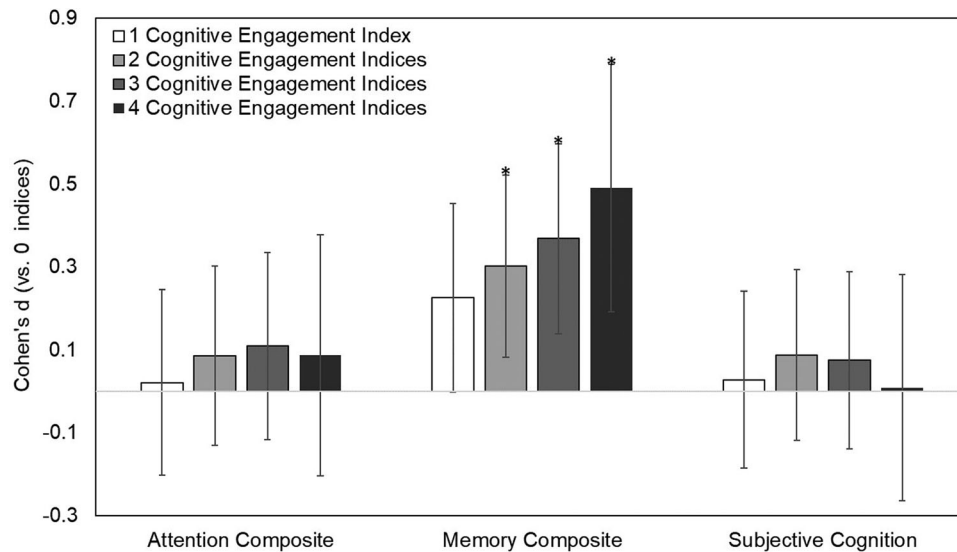 0.9
0.7
0.5
0.3
0.1
-0.1
-0.3
Cohen's d (vs. 0 indices)
1 Cognitive Engagement Index
2 Cognitive Engagement Indices
3 Cognitive Engagement Indices
4 Cognitive Engagement Indices
*
*
*
Attention Composite
Memory Composite
Subjective Cognition